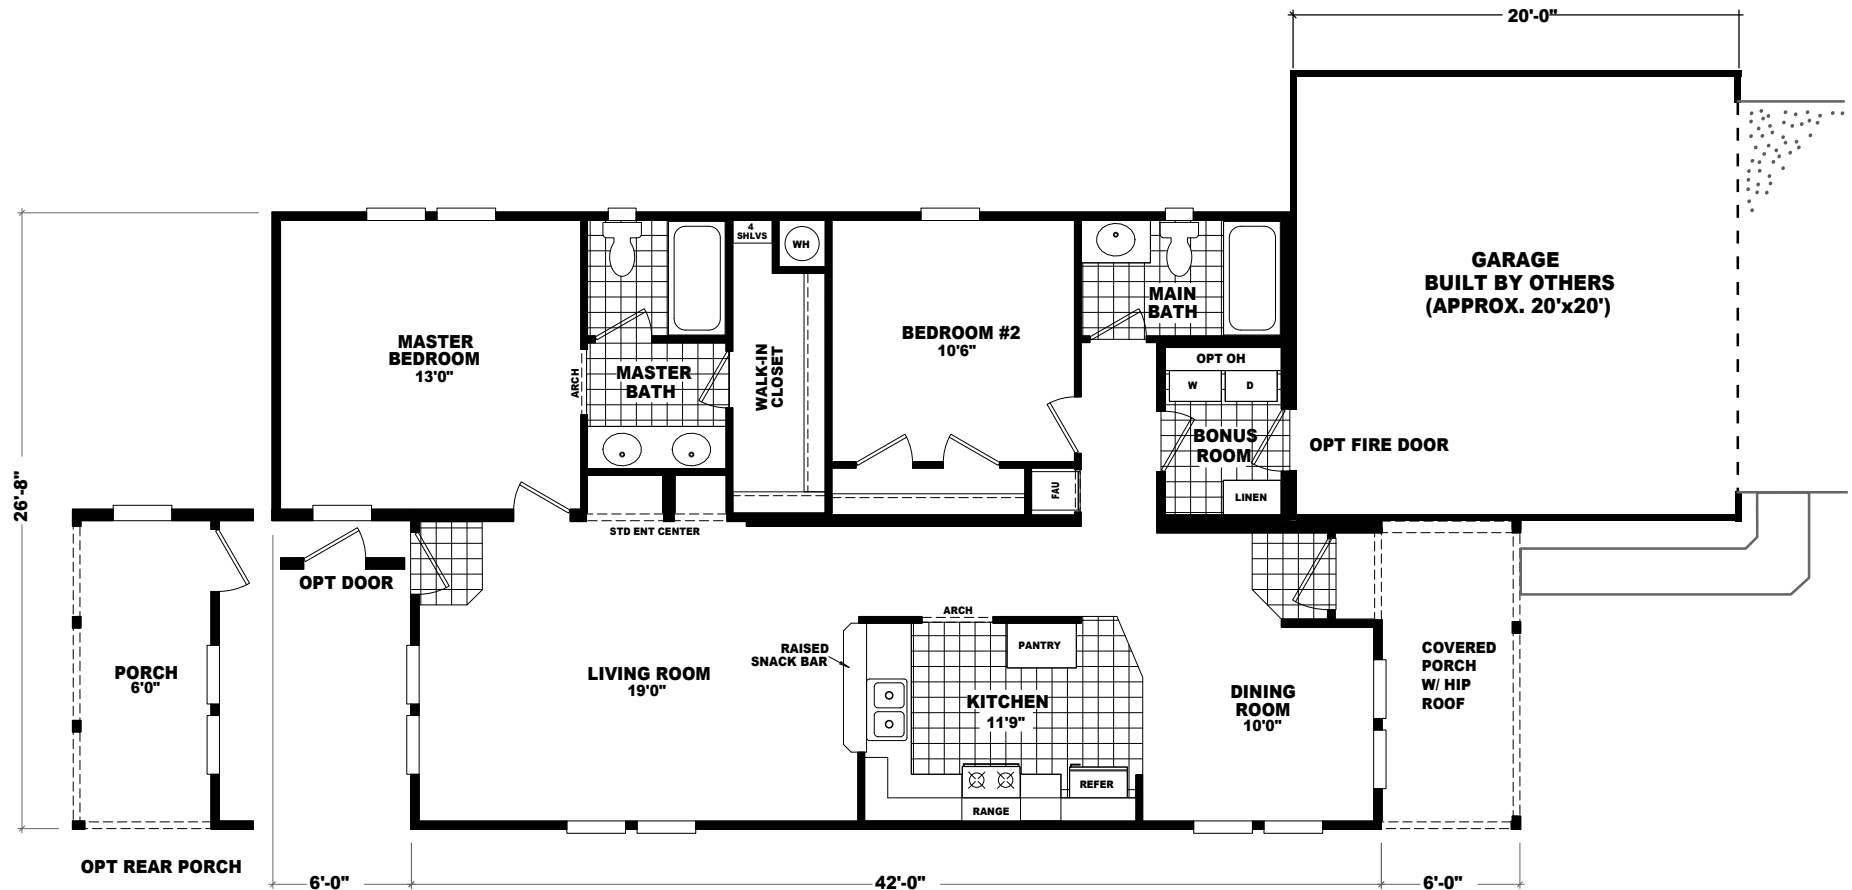 20'-0"
GARAGE
BUILT BY OTHERS
(APPROX. 20'x20')
4
SHLVS
WH
MAIN
BATH
MASTER
BEDROOM
13'0"
ARCH
MASTER
BATH
WALK-IN
CLOSET
BEDROOM #2
10'6"
OPT OH
W
D
BONUS
ROOM
OPT FIRE DOOR
LINEN
FAU
26'-8"
STD ENT CENTER
OPT DOOR
ARCH
RAISED
SNACK BAR
PANTRY
PORCH
6'0"
LIVING ROOM
19'0"
KITCHEN
11'9"
DINING
ROOM
10'0"
COVERED
PORCH
W/ HIP
ROOF
REFER
RANGE
OPT REAR PORCH
6'-0"
42'-0"
6'-0"